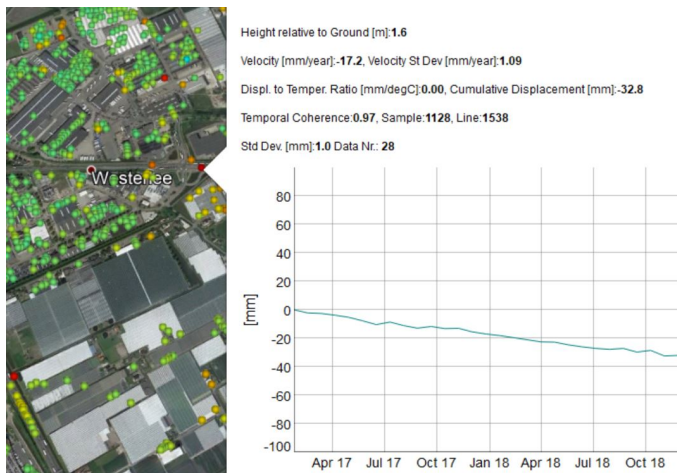 Height relative to Ground [m]:1.6
Velocity [mm/year]:-17.2, Velocity St Dev [mm/year]:1.09
Displ. to Temper. Ratio [mm/degC]:0.00, Cumulative Displacement [mm]:-32.8
Temporal Coherence:0.97, Sample:1128, Line:1538
Std Dev. [mm]:1.0 Data Nr.: 28
80
60
40
20
0
-20
-40
-60
-80
-100
[mm]
Apr 17 Jul 17 Oct 17 Jan 18 Apr 18 Jul 18 Oct 18